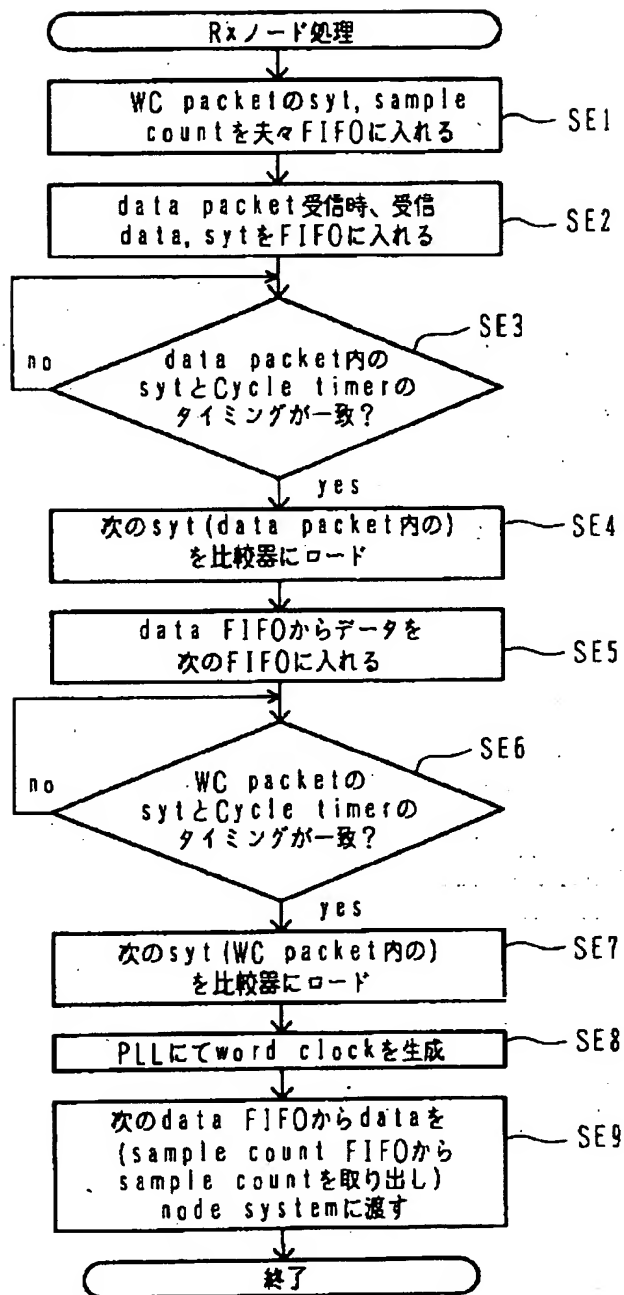 Rxノード処理
WC packetのsyt, sample
countを夫々FIFOに入れる
SE1
data packet受信時、受信
data, sytをFIFOに入れる
SE2
SE3
no
data packet内の
sytとCycle timerの
タイミングが一致?
yes
次のsyt(data packet内の)
を比較器にロード
SE4
data FIFOからデータを
次のFIFOに入れる
SE5
SE6
no
WC packetの
sytとCycle timerの
タイミングが一致?
yes
次のsyt(WC packet内の)
を比較器にロード
SE7
PLLにてword clockを生成
SE8
次のdata FIFOからdataを
(sample count FIFOから
sample countを取り出し)
node systemに渡す
SE9
終了